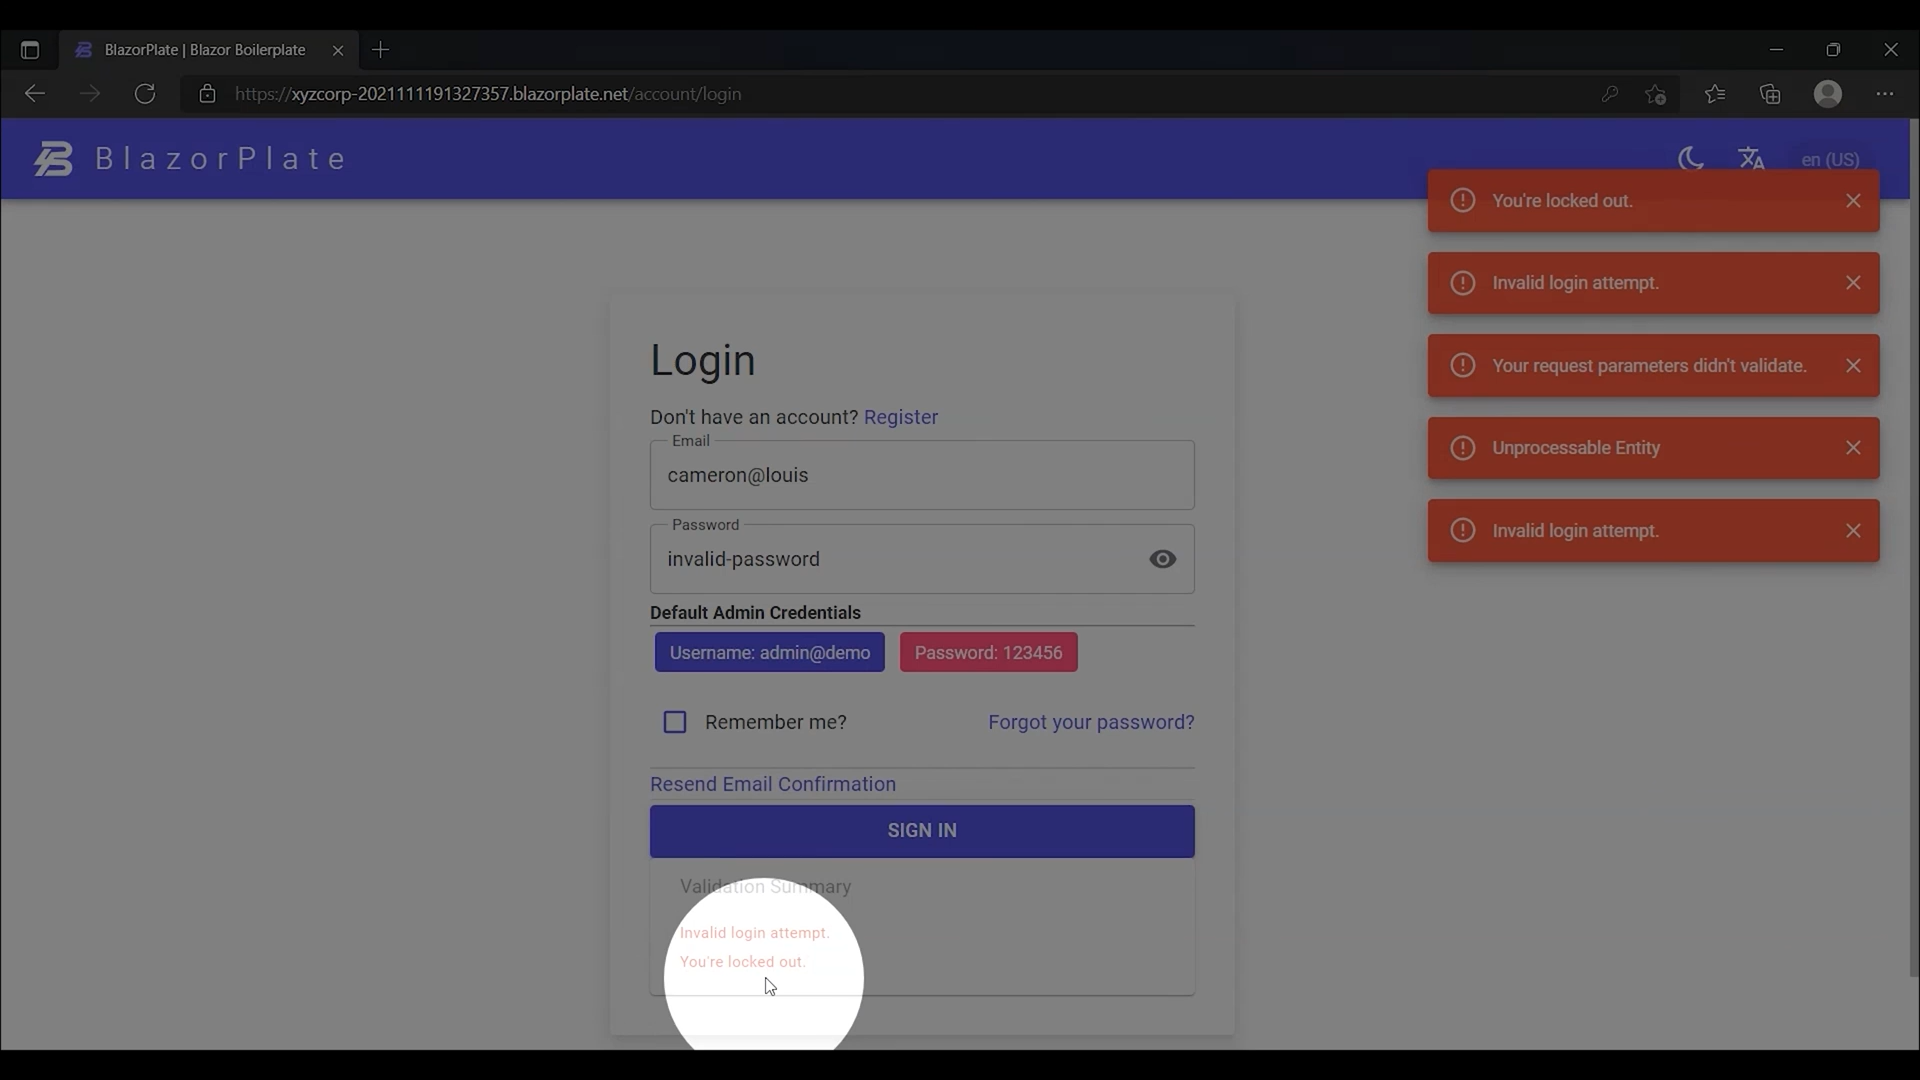 BlazorPlate | Blazor Boilerplate
https://xyzcorp-2021111191327357.blazorplate.net/account/login
BlazorPlate
en (US)
You're locked out.
Invalid login attempt.
Your request parameters didn't validate.
Unprocessable Entity
Invalid login attempt.
Login
Don't have an account? Register
Email
cameron@louis
Password
invalid-password
Default Admin Credentials
Username: admin@demo Password: 123456
Remember me? Forgot your password?
Resend Email Confirmation
SIGN IN
Validation Summary
Invalid login attempt.
You're locked out.